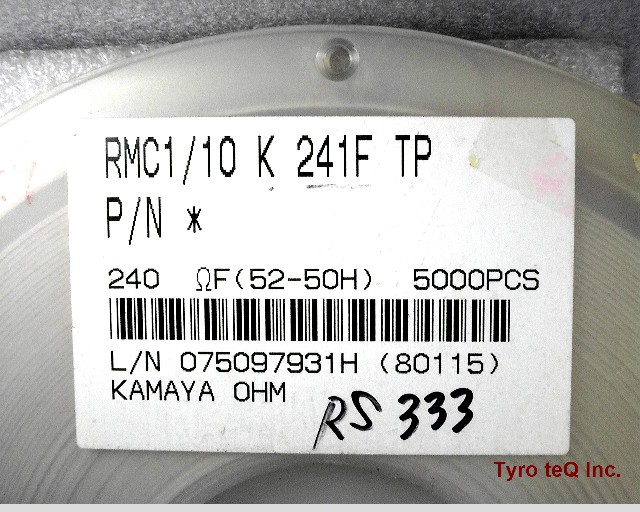 RMC1/10 K 241F TP
P/N *
240 ΩF(52-50H) 5000PCS
L/N 075097931H (80115)
KAMAYA OHM
RS 333
Tyro teQ Inc.